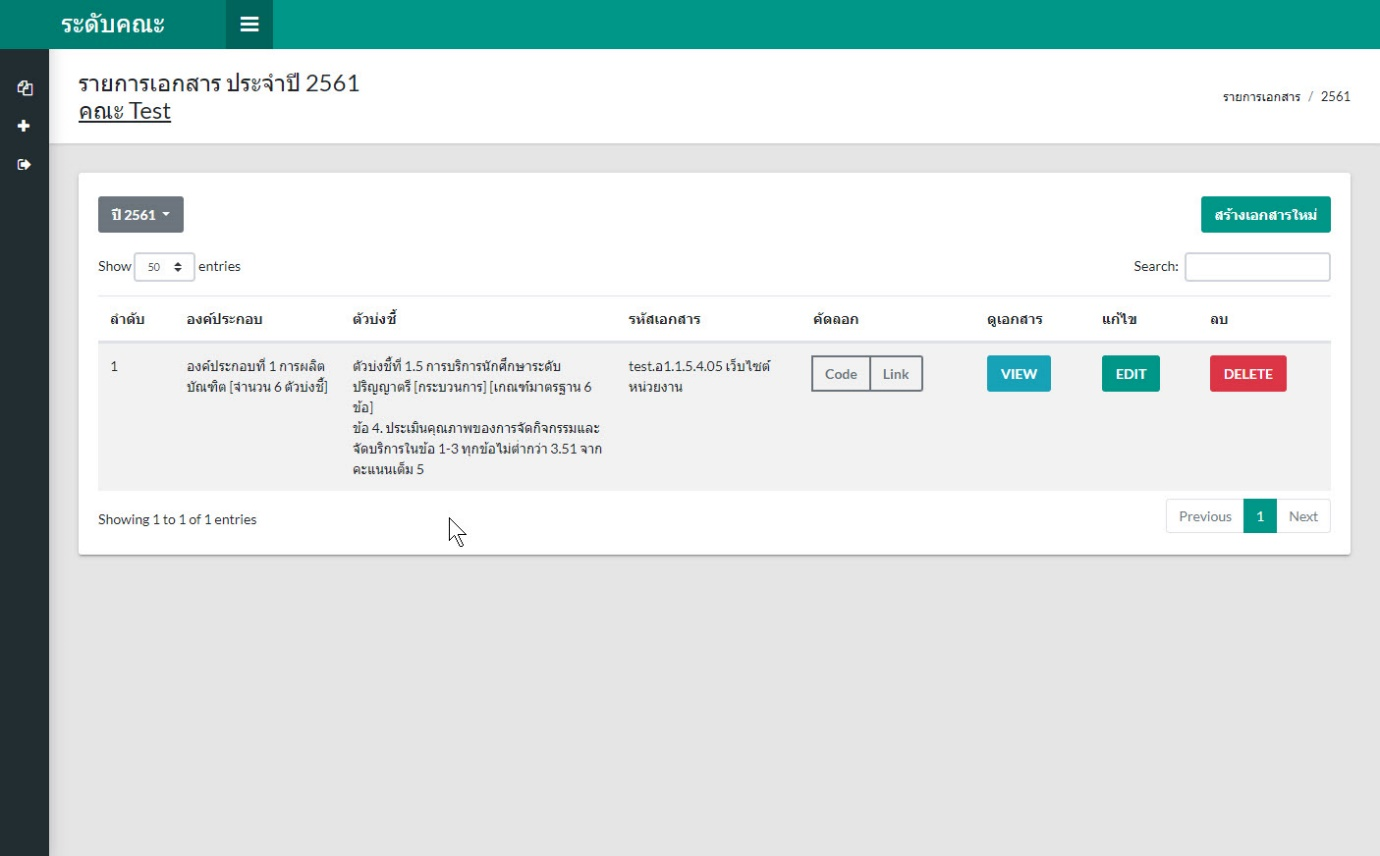 ระดับคณะ
รายการเอกสาร ประจำปี 2561
คณะ Test
รายการเอกสาร / 2561
ปี 2561
สร้างเอกสารใหม่
Show 50 entries
Search:
ลำดับ องค์ประกอบ ตัวบ่งชี้ รหัสเอกสาร คัดลอก ดูเอกสาร แก้ไข ลบ
1
องค์ประกอบที่ 1 การผลิต
บัณฑิต [จำนวน 6 ตัวบ่งชี้]
ตัวบ่งชี้ที่ 1.5 การบริการนักศึกษาระดับ
ปริญญาตรี [กระบวนการ] [เกณฑ์มาตรฐาน 6
ข้อ]
ข้อ 4. ประเมินคุณภาพของการจัดกิจกรรมและ
จัดบริการในข้อ 1-3 ทุกข้อไม่ต่ำกว่า 3.51 จาก
คะแนนเต็ม 5
test.อ1.1.5.4.05 เว็บไซต์
หน่วยงาน
Code Link
VIEW
EDIT
DELETE
Showing 1 to 1 of 1 entries
Previous 1 Next